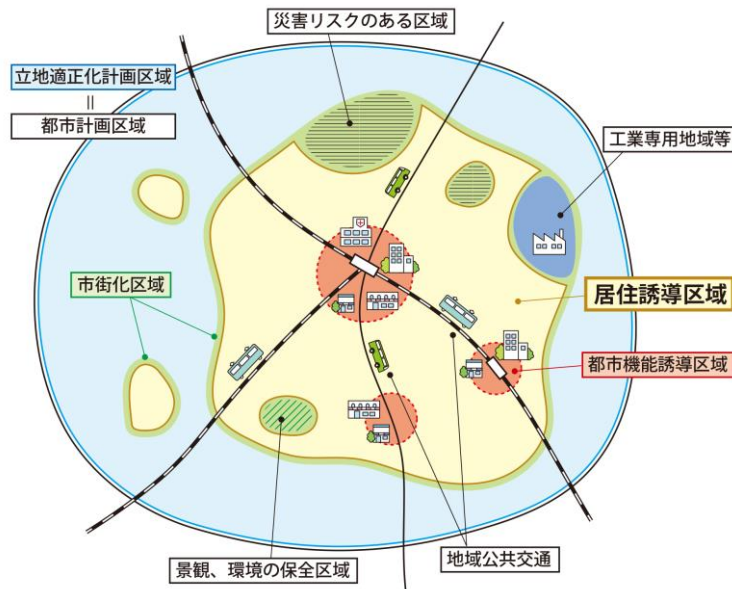 災害リスクのある区域
立地適正化計画区域
＝
都市計画区域
工業専用地域等
市街化区域
居住誘導区域
都市機能誘導区域
地域公共交通
景観、環境の保全区域